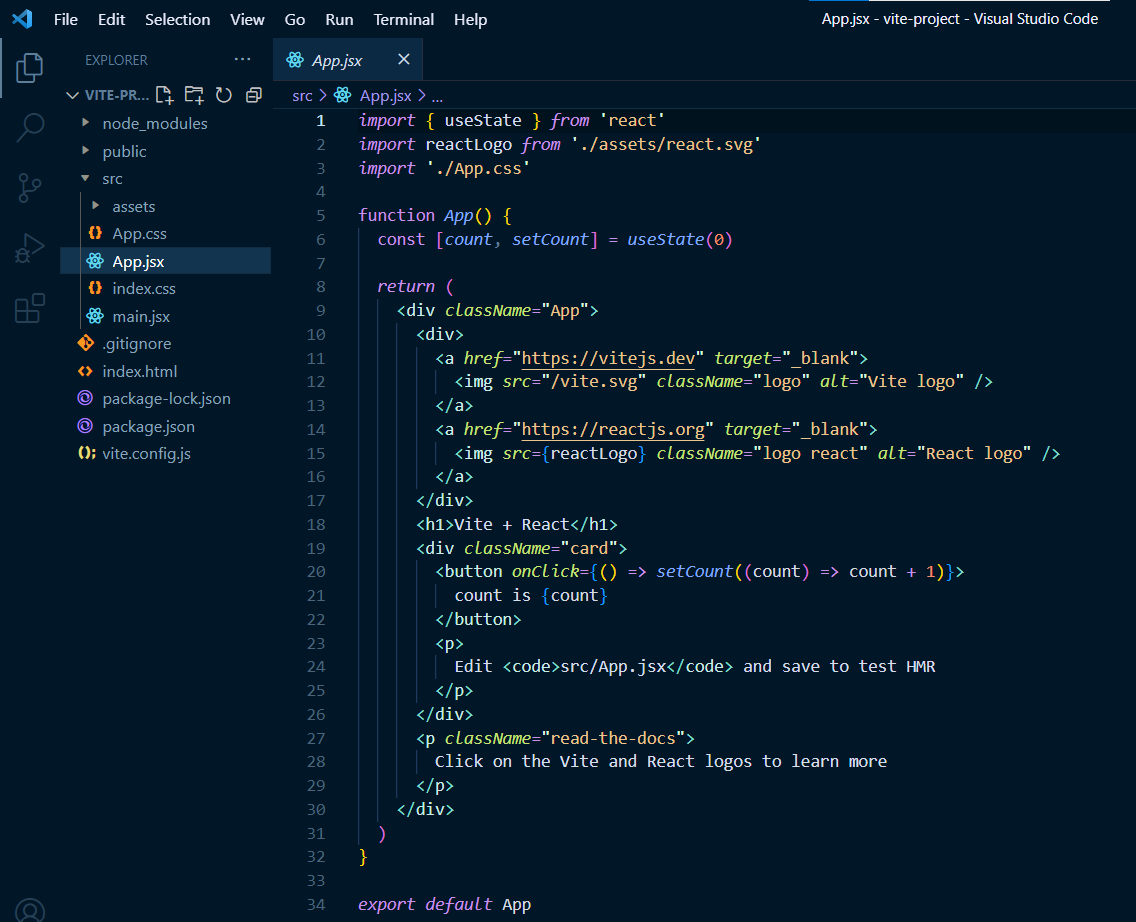 File Edit Selection View Go Run Terminal Help App.jsx - vite-project - Visual Studio Code
EXPLORER ...
VITE-PR...
node_modules
public
src
assets
App.css
App.jsx
index.css
main.jsx
.gitignore
index.html
package-lock.json
package.json
vite.config.js
App.jsx
src > App.jsx > ...
1 import { useState } from 'react'
2 import reactLogo from './assets/react.svg'
3 import './App.css'
4
5 function App() {
6   const [count, setCount] = useState(0)
7
8   return (
9     <div className="App">
10       <div>
11         <a href="https://vitejs.dev" target="_blank">
12           <img src="/vite.svg" className="logo" alt="Vite logo" />
13         </a>
14         <a href="https://reactjs.org" target="_blank">
15           <img src={reactLogo} className="logo react" alt="React logo" />
16         </a>
17       </div>
18       <h1>Vite + React</h1>
19       <div className="card">
20         <button onClick={() => setCount((count) => count + 1)}>
21           count is {count}
22         </button>
23         <p>
24           Edit <code>src/App.jsx</code> and save to test HMR
25         </p>
26       </div>
27       <p className="read-the-docs">
28         Click on the Vite and React logos to learn more
29       </p>
30     </div>
31   )
32 }
33
34 export default App